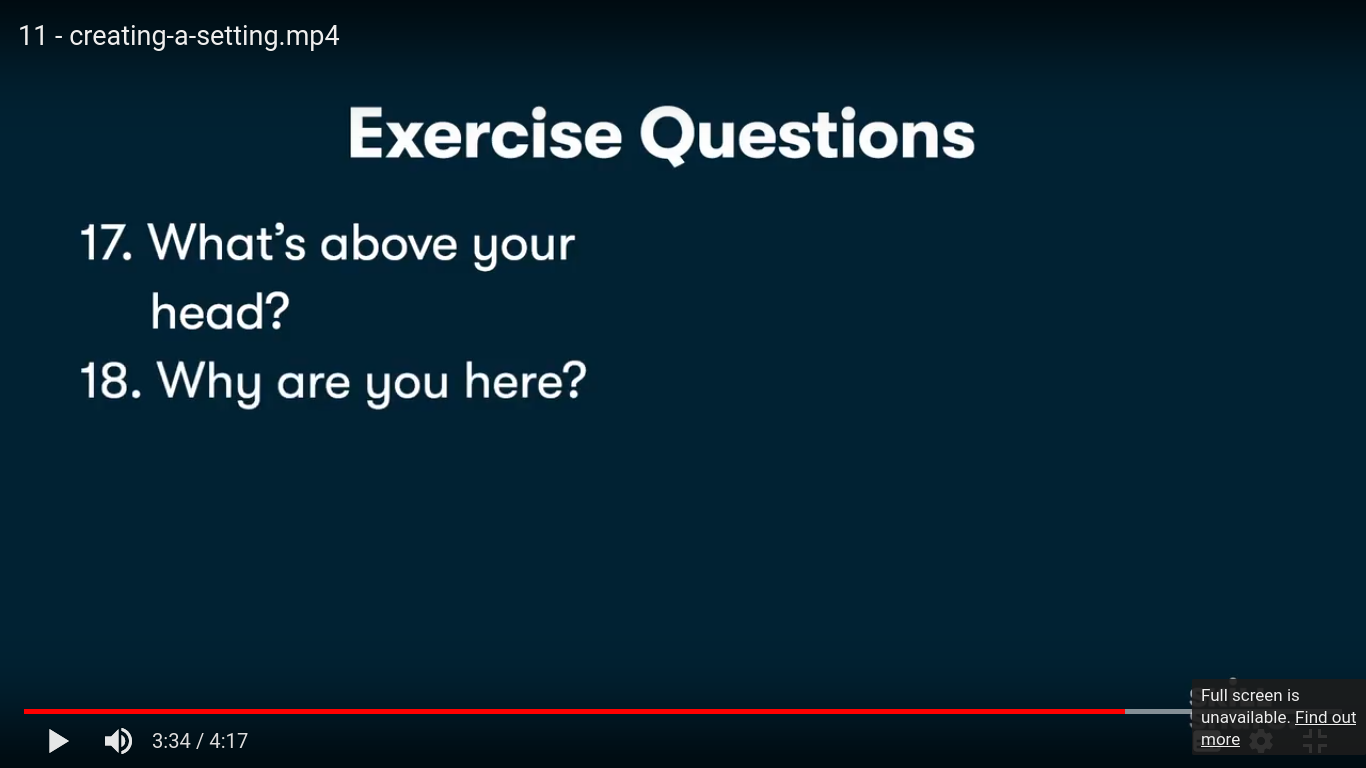 11 - creating-a-setting.mp4
Exercise Questions
17. What's above your
head?
18. Why are you here?
Full screen is
unavailable. Find out
more
3:34 / 4:17